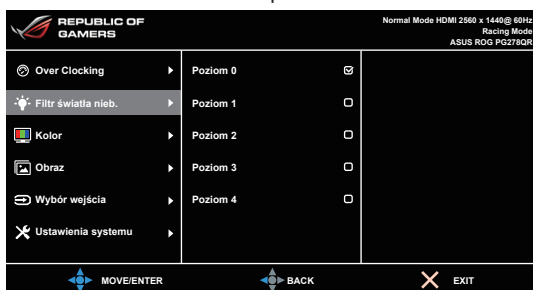 REPUBLIC OF
GAMERS
Normal Mode HDMI 2560 x 1440@ 60Hz
Racing Mode
ASUS ROG PG278QR
Over Clocking
Poziom 0
Filtr światła nieb.
Poziom 1
Kolor
Poziom 2
Obraz
Poziom 3
Wybór wejścia
Poziom 4
Ustawienia systemu
MOVE/ENTER
BACK
EXIT